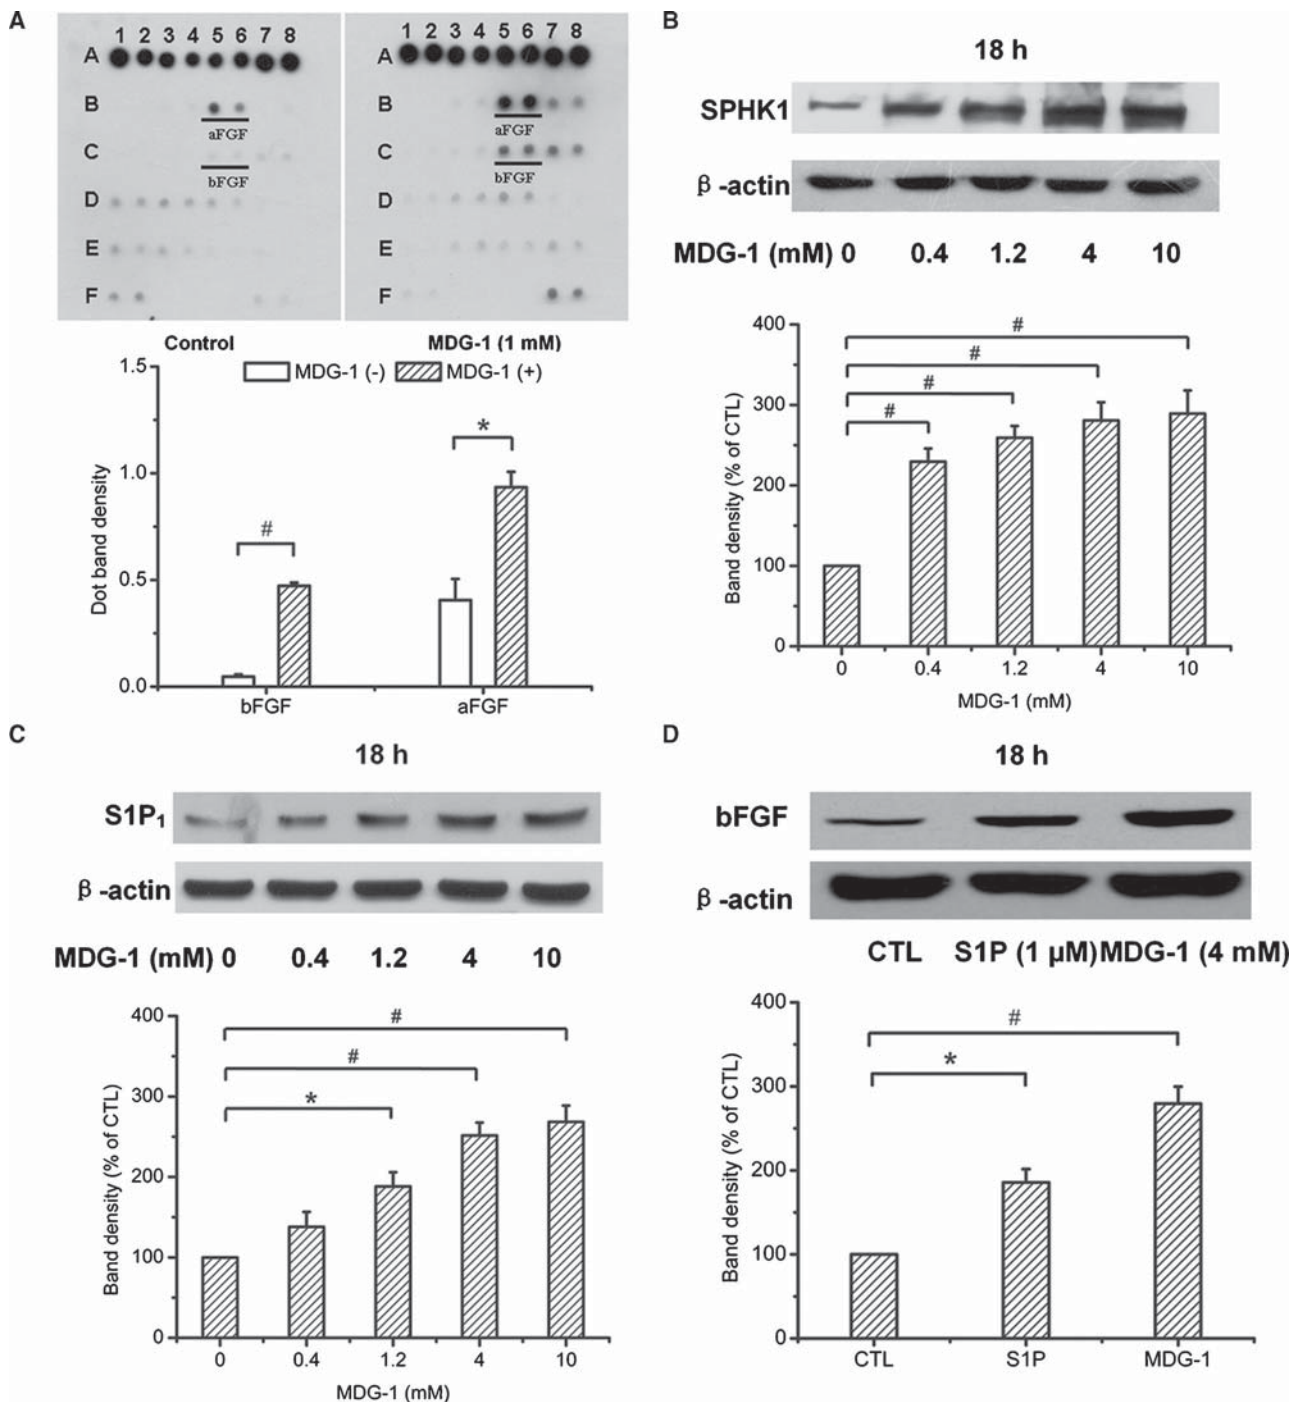 A
1 2 3 4 5 6 7 8
A
B
aFGF
C
bFGF
D
E
F
1 2 3 4 5 6 7 8
A
B
aFGF
C
bFGF
D
E
F
Control
MDG-1 (1 mM)
1.5
1.0
0.5
0.0
Dot band density
MDG-1 (-)
MDG-1 (+)
#
*
bFGF
aFGF
B
18 h
SPHK1
β-actin
MDG-1 (mM) 0 0.4 1.2 4 10
400
300
200
100
0
Band density (% of CTL)
#
#
#
#
0 0.4 1.2 4 10
MDG-1 (mM)
C
18 h
S1P₁
β-actin
MDG-1 (mM) 0 0.4 1.2 4 10
400
300
200
100
0
Band density (% of CTL)
#
#
*
0 0.4 1.2 4 10
MDG-1 (mM)
D
18 h
bFGF
β-actin
CTL S1P (1 µM) MDG-1 (4 mM)
400
300
200
100
0
Band density (% of CTL)
#
*
CTL S1P MDG-1